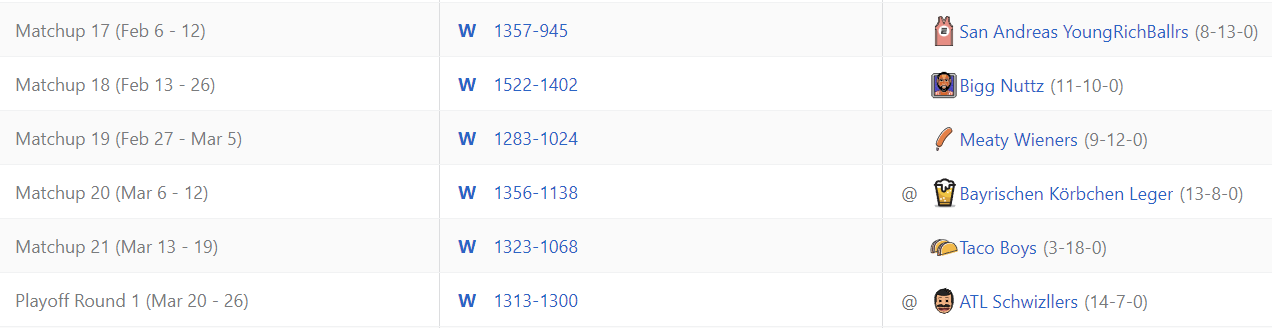 Matchup 17 (Feb 6 - 12) W 1357-945 San Andreas YoungRichBallrs (8-13-0)
Matchup 18 (Feb 13 - 26) W 1522-1402 Bigg Nuttz (11-10-0)
Matchup 19 (Feb 27 - Mar 5) W 1283-1024 Meaty Wieners (9-12-0)
Matchup 20 (Mar 6 - 12) W 1356-1138 @ Bayrischen Körbchen Leger (13-8-0)
Matchup 21 (Mar 13 - 19) W 1323-1068 Taco Boys (3-18-0)
Playoff Round 1 (Mar 20 - 26) W 1313-1300 @ ATL Schwizllers (14-7-0)